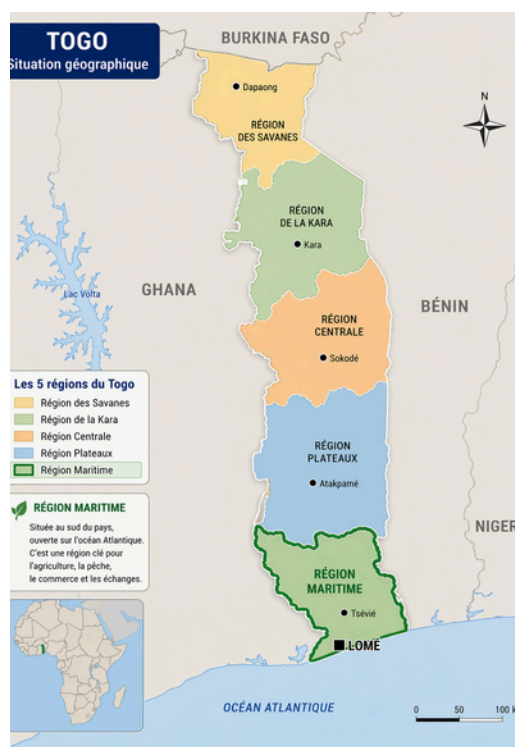 TOGO
Situation géographique
BURKINA FASO
Dapaong
RÉGION
DES SAVANES
N
RÉGION
DE LA KARA
Kara
GHANA
Lac Volta
BÉNIN
RÉGION
CENTRALE
Sokodé
Les 5 régions du Togo
Région des Savanes
Région de la Kara
Région Centrale
Région Plateaux
Région Maritime
RÉGION
PLATEAUX
Atakpamé
RÉGION MARITIME
Située au sud du pays,
ouverte sur l'océan Atlantique.
C'est une région clé pour
l'agriculture, la pêche,
le commerce et les échanges.
NIGER
RÉGION
MARITIME
Tsévié
LOMÉ
OCÉAN ATLANTIQUE
0 50 100 k